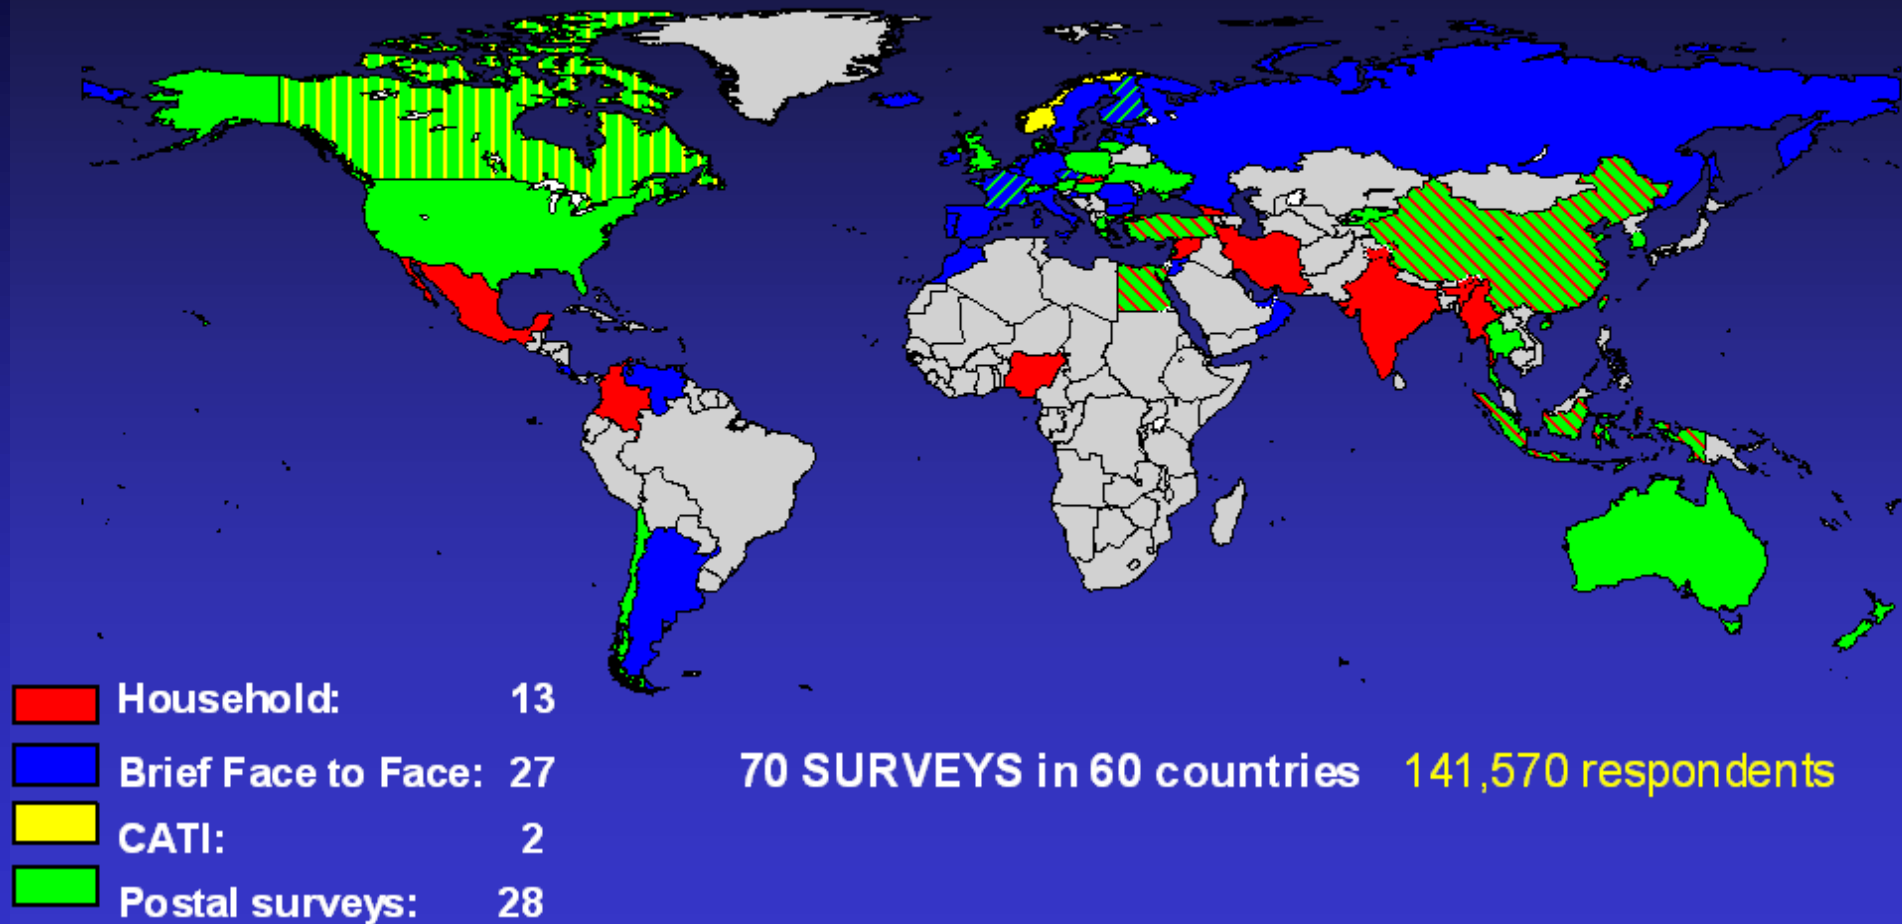 Household: 13
Brief Face to Face: 27
CATI: 2
Postal surveys: 28
70 SURVEYS in 60 countries 141,570 respondents